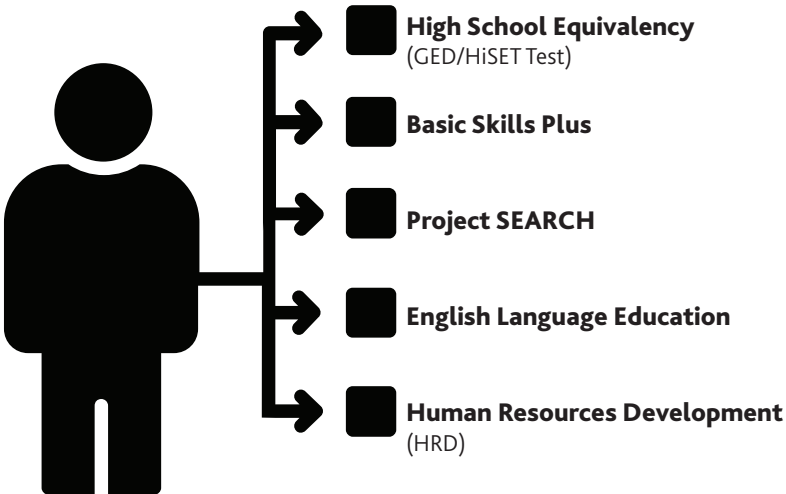 High School Equivalency
(GED/HiSET Test)
Basic Skills Plus
Project SEARCH
English Language Education
Human Resources Development
(HRD)